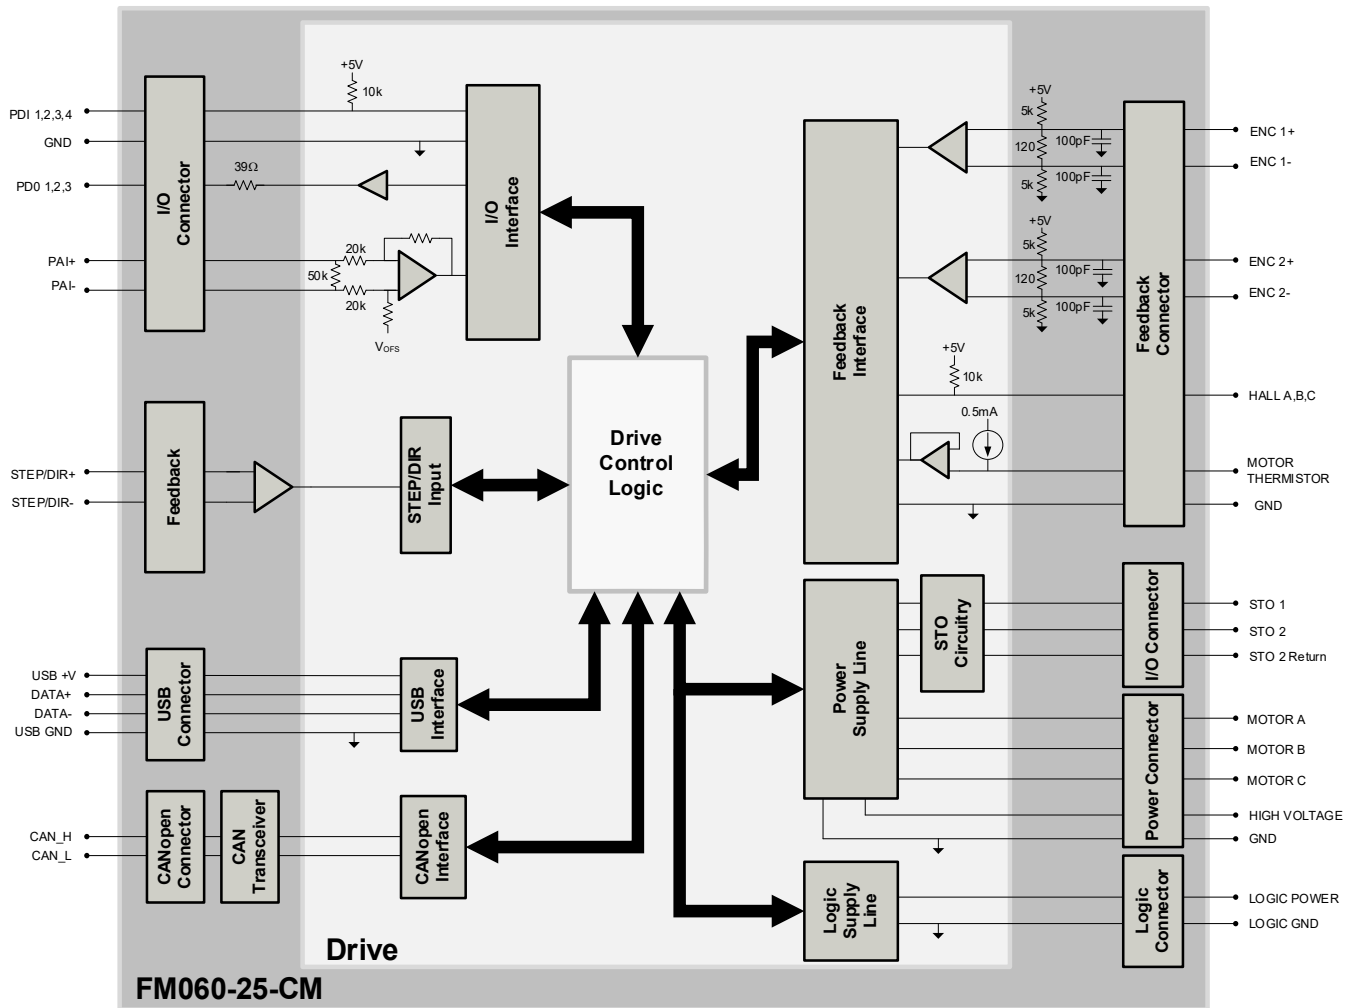 +5V
10k
PDI 1,2,3,4
GND
39Ω
PD0 1,2,3
PAI+
PAI-
20k
50k
20k
VOFS
I/O
Connector
I/O
Interface
STEP/DIR+
STEP/DIR-
Feedback
STEP/DIR
Input
Drive
Control
Logic
USB +V
DATA+
DATA-
USB GND
USB
Connector
USB
Interface
CAN_H
CAN_L
CANopen
Connector
CAN
Transceiver
CANopen
Interface
Feedback
Interface
+5V
5k
120
5k
100pF
100pF
ENC 1+
ENC 1-
+5V
5k
120
5k
100pF
100pF
ENC 2+
ENC 2-
Feedback
Connector
+5V
10k
HALL A,B,C
0.5mA
MOTOR
THERMISTOR
GND
Power
Supply Line
STO
Circuitry
I/O Connector
STO 1
STO 2
STO 2 Return
Power Connector
MOTOR A
MOTOR B
MOTOR C
HIGH VOLTAGE
GND
Logic
Supply
Line
Logic
Connector
LOGIC POWER
LOGIC GND
Drive
FM060-25-CM